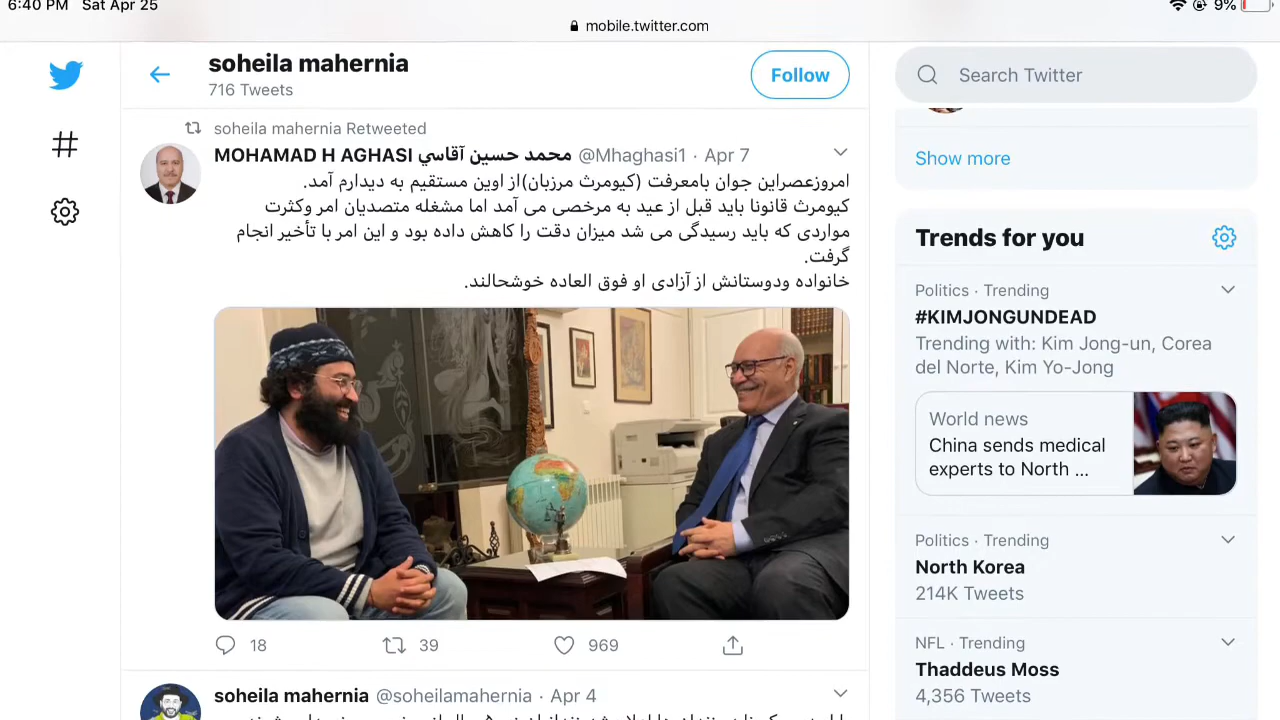 6:40 PM Sat Apr 25
9%
mobile.twitter.com
soheila mahernia
716 Tweets
Follow
soheila mahernia Retweeted
MOHAMAD H AGHASI محمد حسين آقاسي @Mhaghasi1 · Apr 7
امروزعصراین جوان بامعرفت (کیومرث مرزبان)از اوین مستقیم به دیدارم آمد.
کیومرث قانونا باید قبل از عید به مرخصی می آمد اما مشغله متصدیان امر وکثرت
مواردی که باید رسیدگی می شد میزان دقت را کاهش داده بود و این امر با تأخیر انجام
گرفت.
خانواده ودوستانش از آزادی او فوق العاده خوشحالند.
18
39
969
soheila mahernia @soheilamahernia · Apr 4
Search Twitter
Show more
Trends for you
Politics · Trending
#KIMJONGUNDEAD
Trending with: Kim Jong-un, Corea
del Norte, Kim Yo-Jong
World news
China sends medical
experts to North ...
Politics · Trending
North Korea
214K Tweets
NFL · Trending
Thaddeus Moss
4,356 Tweets